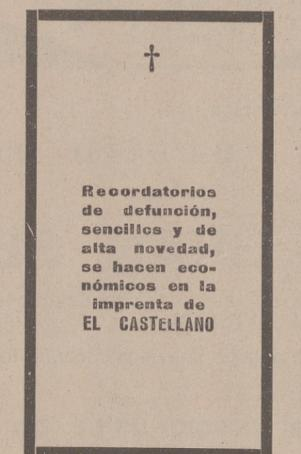 †
Recordatorios
de defunción,
sencillos y de
alta novedad,
se hacen eco-
nómicos en la
imprenta de
EL CASTELLANO